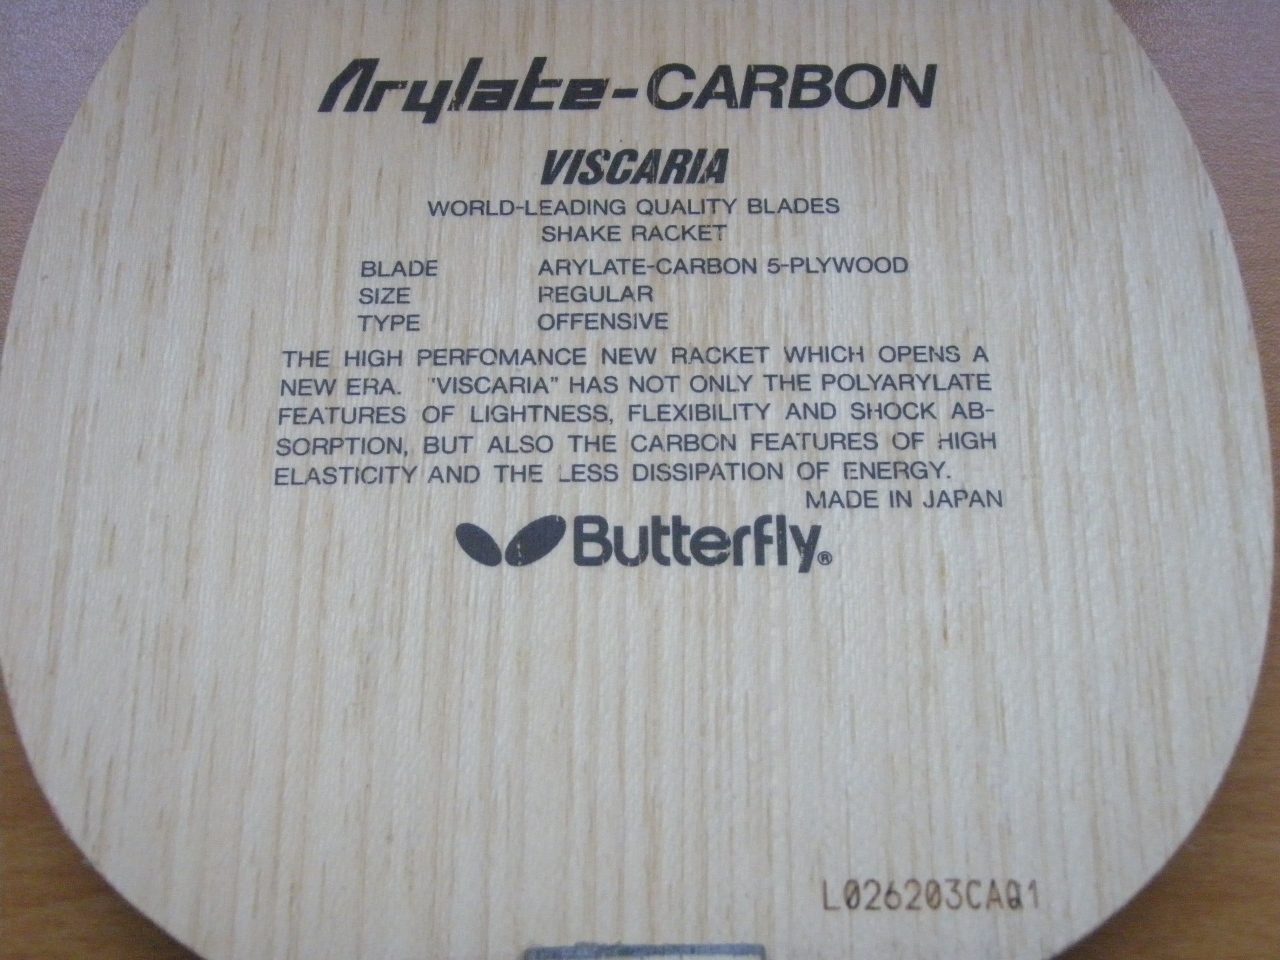 Arylate-CARBON
VISCARIA
WORLD-LEADING QUALITY BLADES
SHAKE RACKET
BLADE ARYLATE-CARBON 5-PLYWOOD
SIZE REGULAR
TYPE OFFENSIVE
THE HIGH PERFOMANCE NEW RACKET WHICH OPENS A
NEW ERA. "VISCARIA" HAS NOT ONLY THE POLYARYLATE
FEATURES OF LIGHTNESS, FLEXIBILITY AND SHOCK AB-
SORPTION, BUT ALSO THE CARBON FEATURES OF HIGH
ELASTICITY AND THE LESS DISSIPATION OF ENERGY.
MADE IN JAPAN
Butterfly®
L026203CAQ1